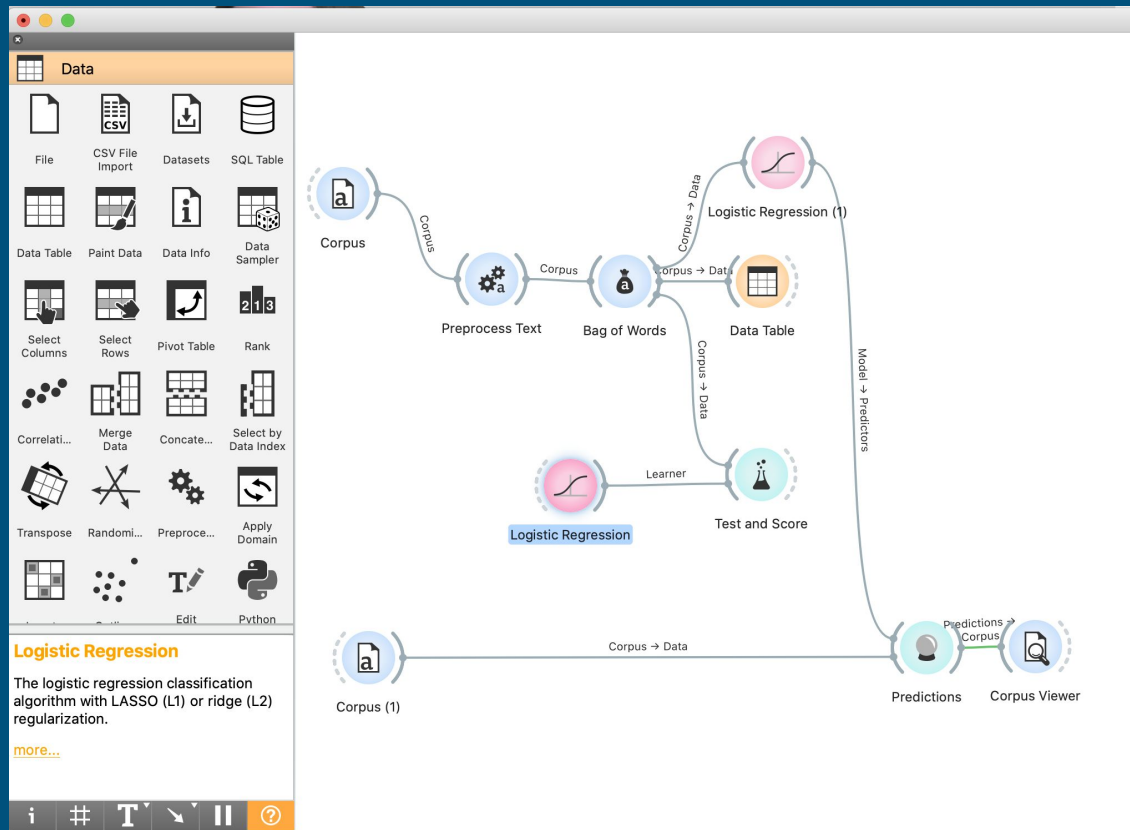 Data
File
CSV File
Import
Datasets
SQL Table
Data Table
Paint Data
Data Info
Data
Sampler
Select
Columns
Select
Rows
Pivot Table
Rank
Correlati...
Merge
Data
Concate...
Select by
Data Index
Transpose
Randomi...
Preproce...
Apply
Domain
Edit
Python
Logistic Regression
The logistic regression classification
algorithm with LASSO (L1) or ridge (L2)
regularization.
more...
Corpus
Corpus
Preprocess Text
Corpus
Bag of Words
Corpus → Data
Logistic Regression (1)
Corpus → Data
Data Table
Corpus → Data
Logistic Regression
Learner
Test and Score
Model → Predictors
Corpus (1)
Corpus → Data
Predictions
Predictions →
Corpus
Corpus Viewer